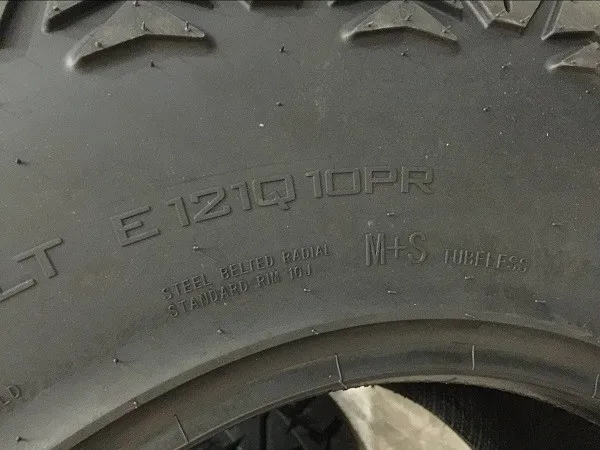 LT E 121Q 10PR
STEEL BELTED RADIAL
STANDARD RIM 10J
M+S TUBELESS